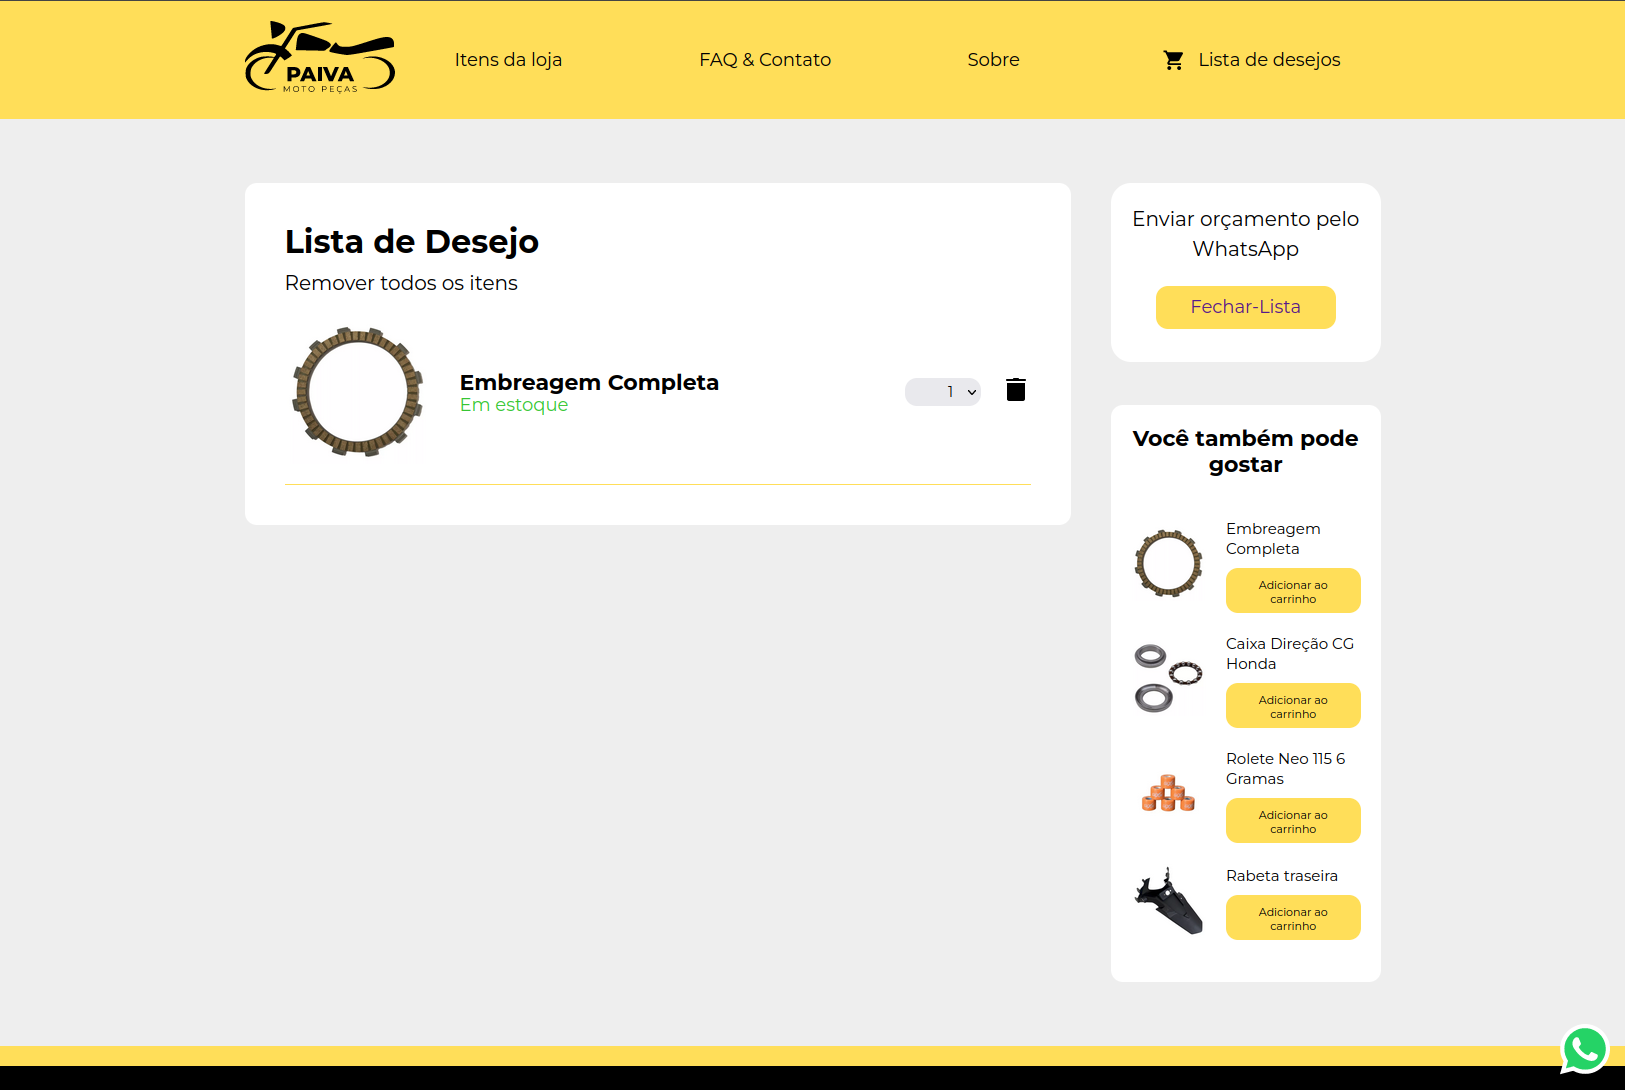 PAIVA
MOTO PEÇAS
Itens da loja
FAQ & Contato
Sobre
Lista de desejos
Lista de Desejo
Remover todos os itens
Embreagem Completa
Em estoque
1
Enviar orçamento pelo
WhatsApp
Fechar-Lista
Você também pode
gostar
Embreagem
Completa
Adicionar ao
carrinho
Caixa Direção CG
Honda
Adicionar ao
carrinho
Rolete Neo 115 6
Gramas
Adicionar ao
carrinho
Rabeta traseira
Adicionar ao
carrinho